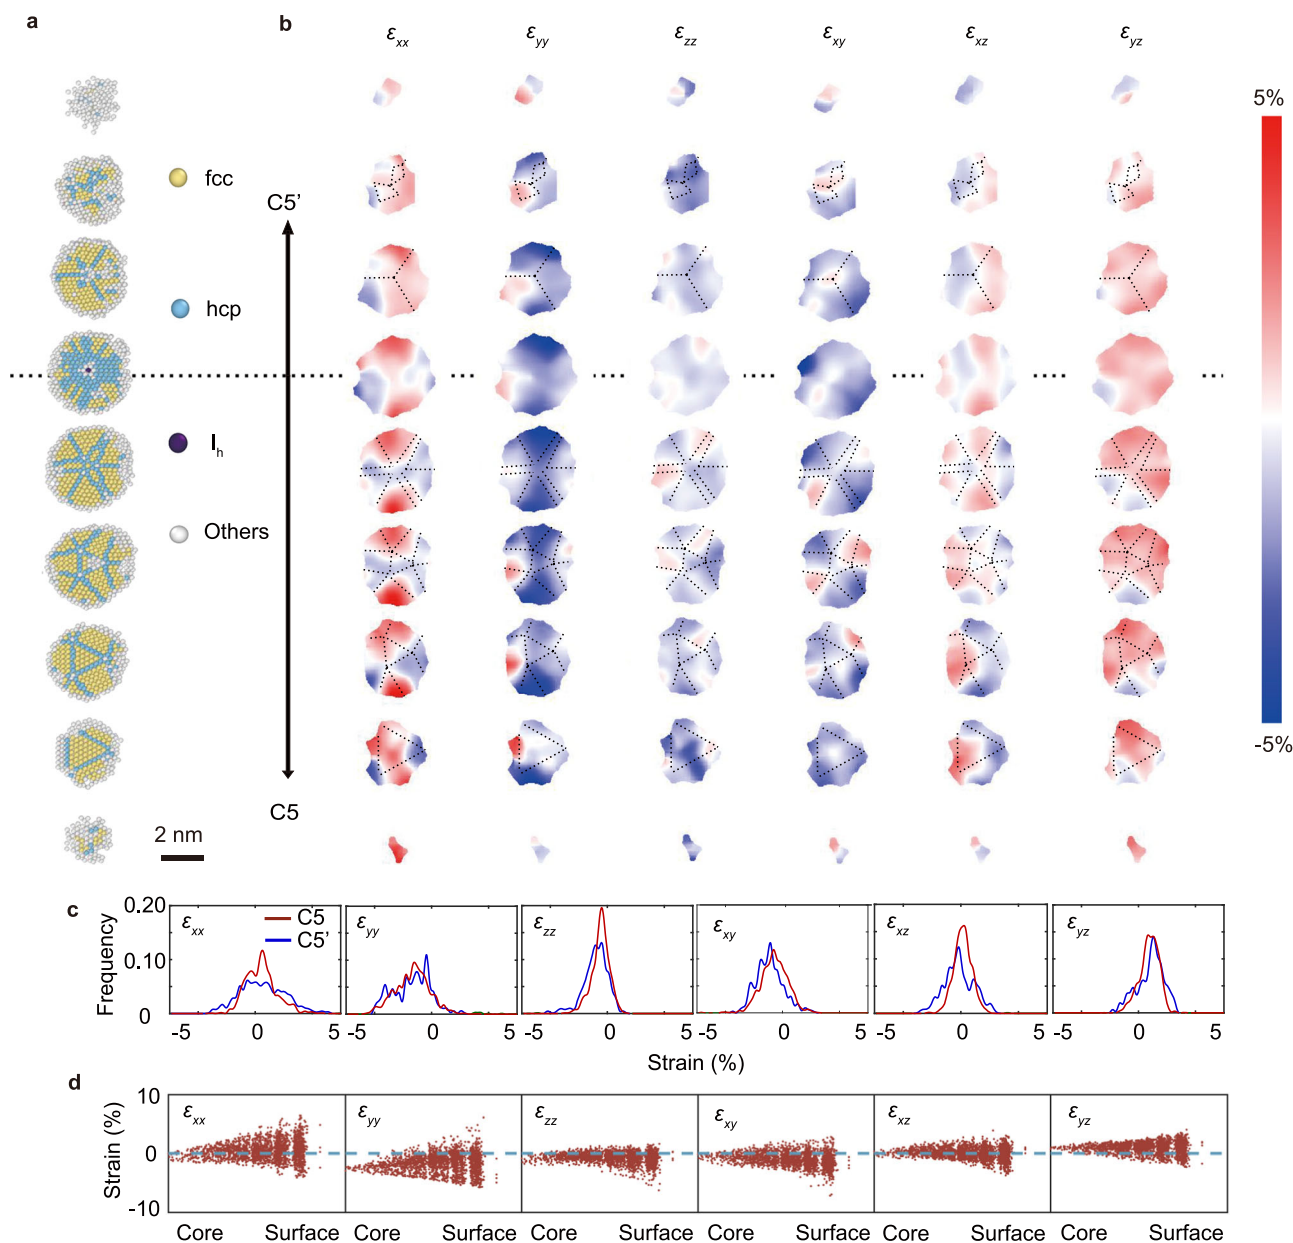 a
b
εxx εyy εzz εxy εxz εyz
5%
fcc
C5’
hcp
Ih
Others
-5%
C5
2 nm
c
Frequency
0.20
0.10
0
εxx
C5
C5’
εyy
εzz
εxy
εxz
εyz
-5 0 5 -5 0 5 -5 0 5 -5 0 5 -5 0 5 -5 0 5
Strain (%)
d
Strain (%)
10
0
-10
εxx
εyy
εzz
εxy
εxz
εyz
Core Surface Core Surface Core Surface Core Surface Core Surface Core Surface